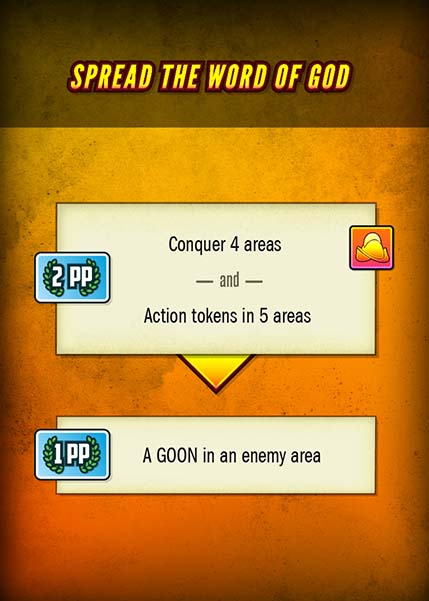 SPREAD THE WORD OF GOD
Conquer 4 areas
2 PP
— and —
Action tokens in 5 areas
1 PP
A GOON in an enemy area